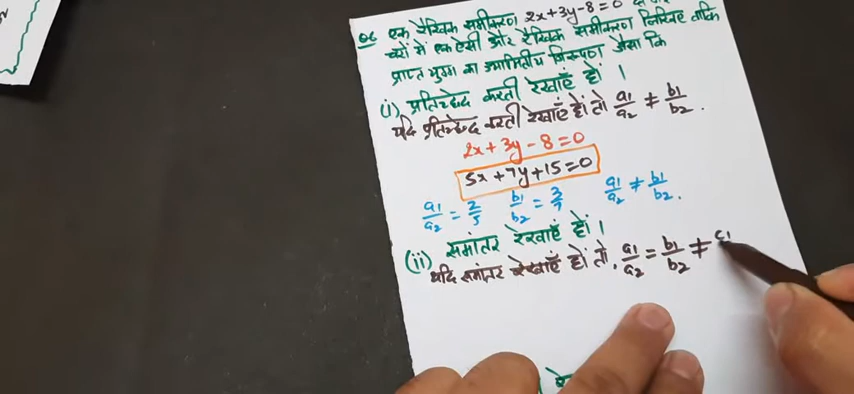 Q6 एक रैखिक समीकरण 2x+3y-8=0
चरों में एक ऐसी और रैखिक समीकरण लिखिए ताकि
प्राप्त युग्म का ज्यामितीय निरूपण जैसा कि
(i) प्रतिच्छेद करती रेखाएँ हों ।
यदि प्रतिच्छेद करती रेखाएँ हों तो a1/a2 ≠ b1/b2.
2x+3y-8=0
5x+7y+15=0
a1/a2 = 2/5 b1/b2 = 3/7 a1/a2 ≠ b1/b2.
(ii) समांतर रेखाएँ हों ।
यदि समांतर रेखाएँ हों तो, a1/a2 = b1/b2 ≠ c1